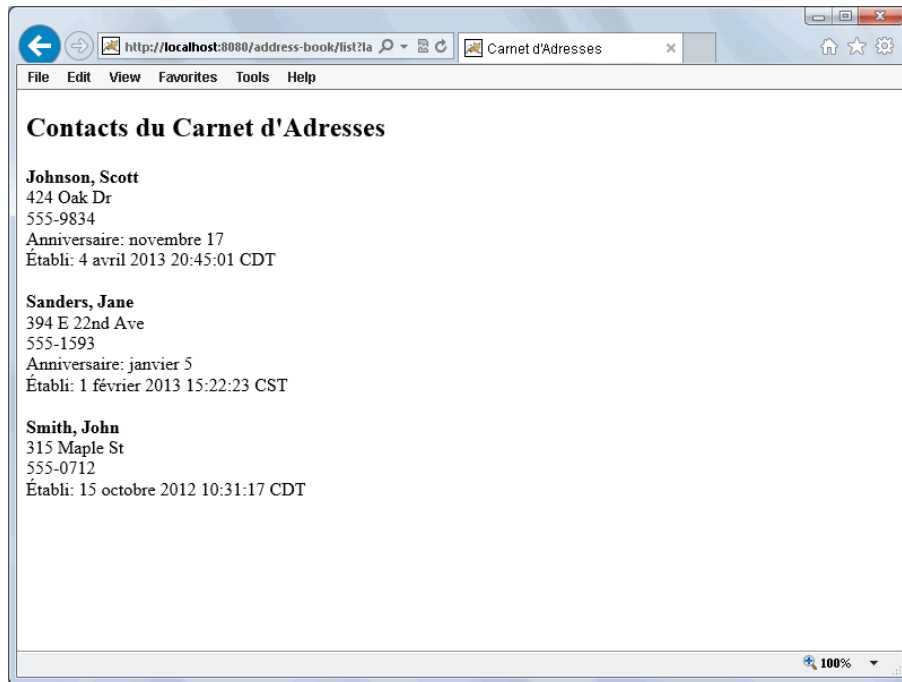 http://localhost:8080/address-book/list?la
Carnet d'Adresses
File Edit View Favorites Tools Help
Contacts du Carnet d'Adresses
Johnson, Scott
424 Oak Dr
555-9834
Anniversaire: novembre 17
Établi: 4 avril 2013 20:45:01 CDT
Sanders, Jane
394 E 22nd Ave
555-1593
Anniversaire: janvier 5
Établi: 1 février 2013 15:22:23 CST
Smith, John
315 Maple St
555-0712
Établi: 15 octobre 2012 10:31:17 CDT
100%